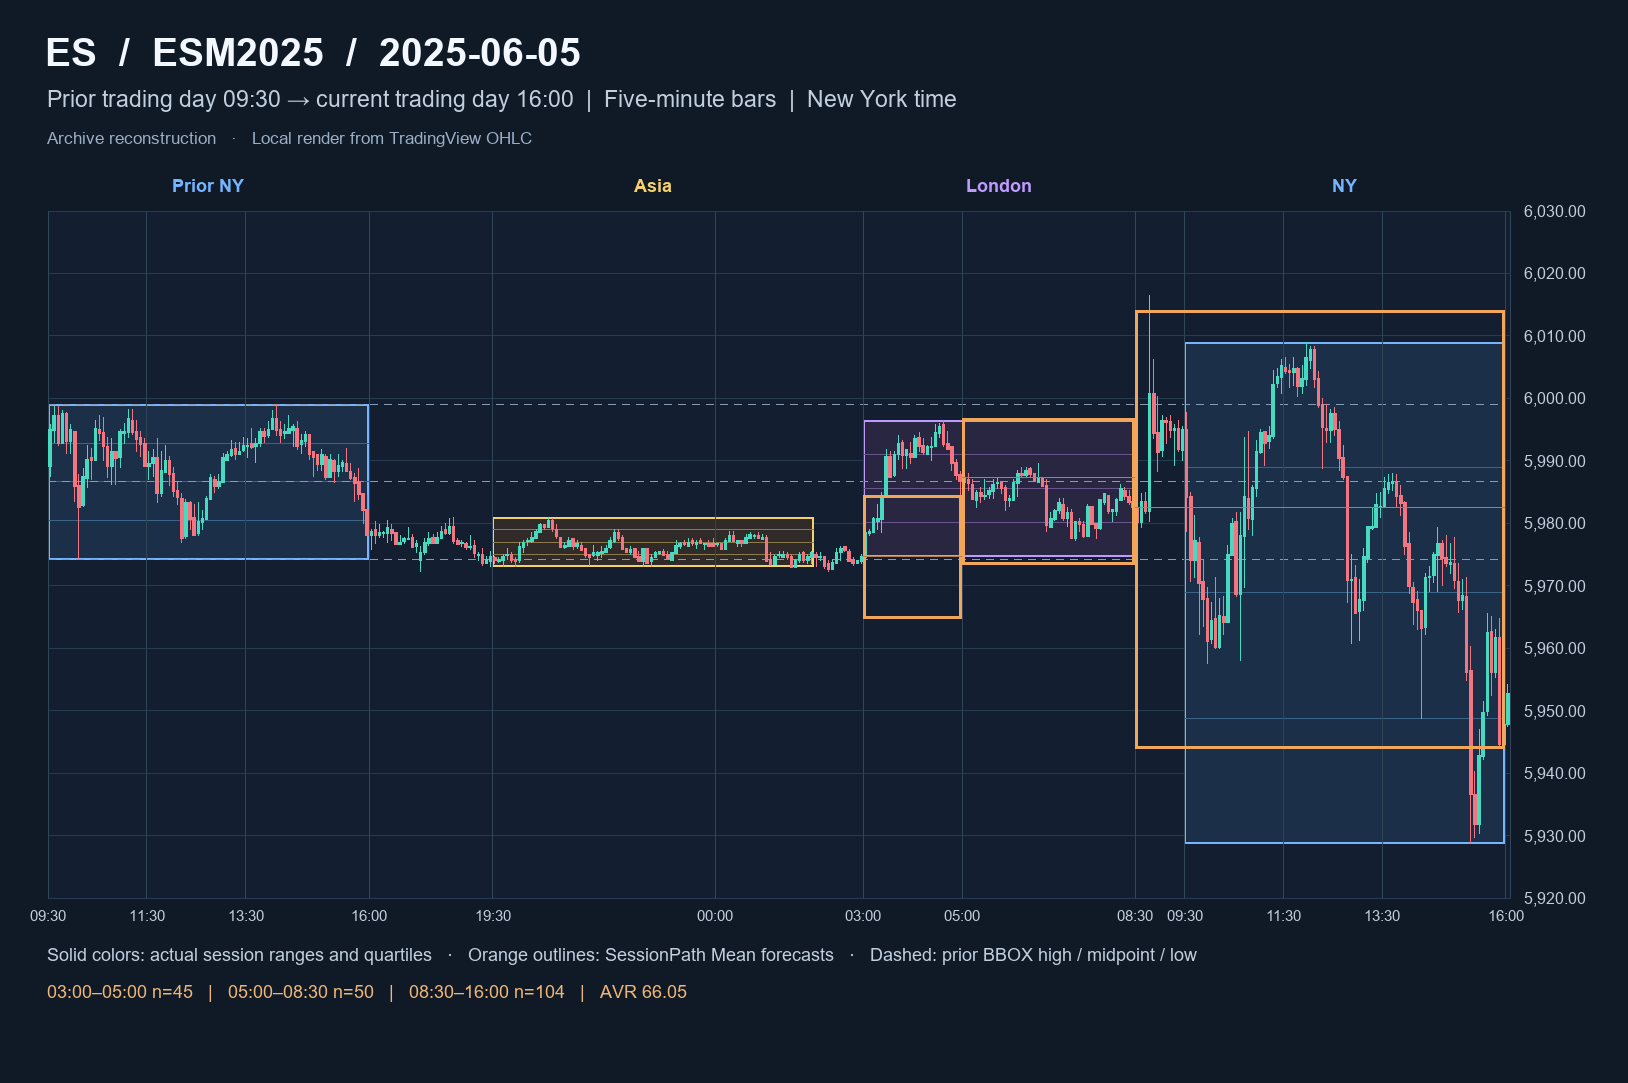 ES / ESM2025 / 2025-06-05
Prior trading day 09:30 → current trading day 16:00 | Five-minute bars | New York time
Archive reconstruction · Local render from TradingView OHLC
Prior NY Asia London NY
6,030.00
6,020.00
6,010.00
6,000.00
5,990.00
5,980.00
5,970.00
5,960.00
5,950.00
5,940.00
5,930.00
5,920.00
09:30 11:30 13:30 16:00 19:30 00:00 03:00 05:00 08:30 09:30 11:30 13:30 16:00
Solid colors: actual session ranges and quartiles · Orange outlines: SessionPath Mean forecasts · Dashed: prior BBOX high / midpoint / low
03:00–05:00 n=45 | 05:00–08:30 n=50 | 08:30–16:00 n=104 | AVR 66.05